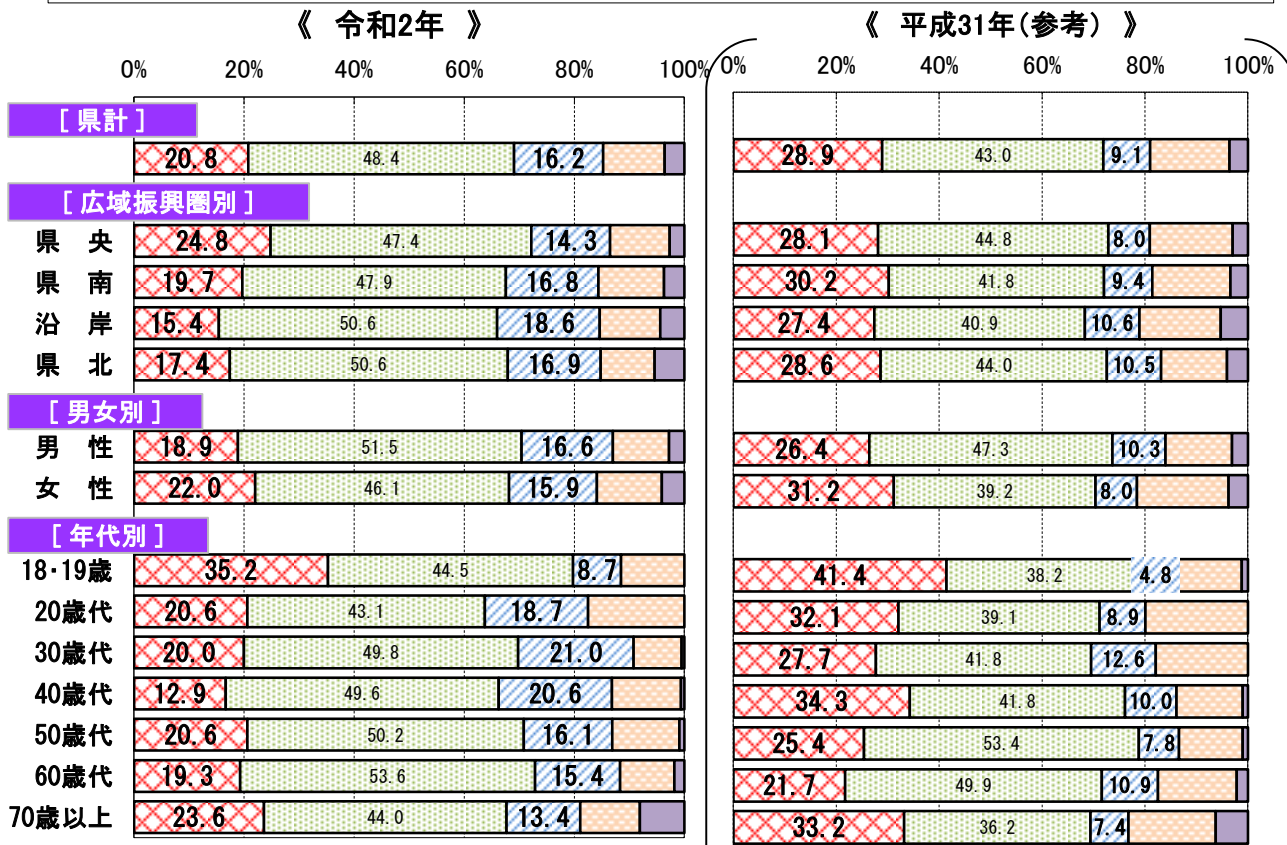 《 令和2年 》
《 平成31年(参考) 》
0% 20% 40% 60% 80% 100%
0% 20% 40% 60% 80% 100%
[ 県計 ]
20.8 48.4 16.2
28.9 43.0 9.1
[ 広域振興圏別 ]
県 央 24.8 47.4 14.3
28.1 44.8 8.0
県 南 19.7 47.9 16.8
30.2 41.8 9.4
沿 岸 15.4 50.6 18.6
27.4 40.9 10.6
県 北 17.4 50.6 16.9
28.6 44.0 10.5
[ 男女別 ]
男 性 18.9 51.5 16.6
26.4 47.3 10.3
女 性 22.0 46.1 15.9
31.2 39.2 8.0
[ 年代別 ]
18・19歳 35.2 44.5 8.7
41.4 38.2 4.8
20歳代 20.6 43.1 18.7
32.1 39.1 8.9
30歳代 20.0 49.8 21.0
27.7 41.8 12.6
40歳代 12.9 49.6 20.6
34.3 41.8 10.0
50歳代 20.6 50.2 16.1
25.4 53.4 7.8
60歳代 19.3 53.6 15.4
21.7 49.9 10.9
70歳以上 23.6 44.0 13.4
33.2 36.2 7.4